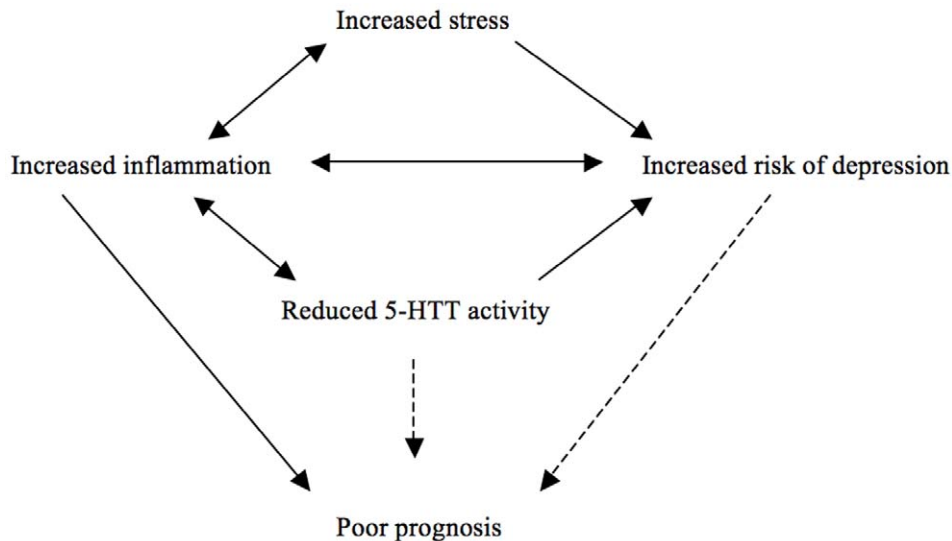 Increased stress
Increased inflammation
Increased risk of depression
Reduced 5-HTT activity
Poor prognosis